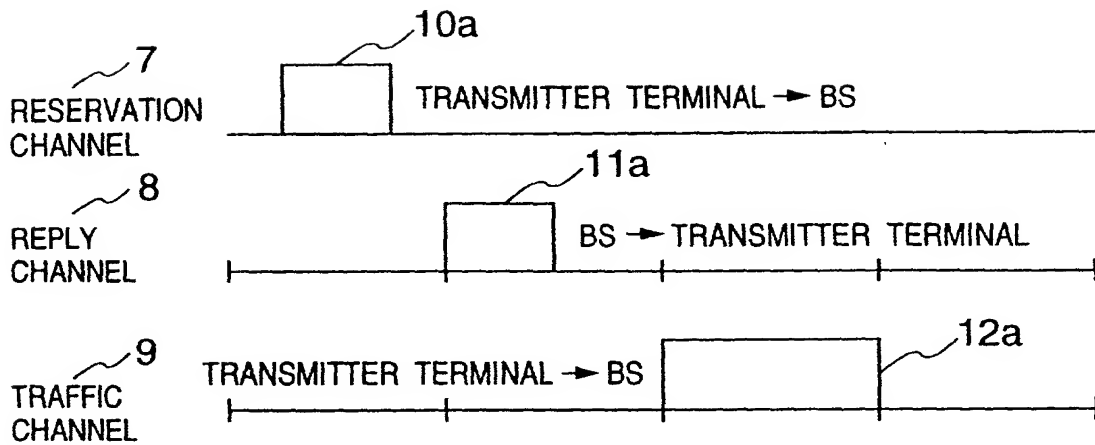 10a
7
RESERVATION
CHANNEL
TRANSMITTER TERMINAL → BS
8
11a
REPLY
CHANNEL
BS → TRANSMITTER TERMINAL
9
TRAFFIC
CHANNEL
TRANSMITTER TERMINAL → BS
12a